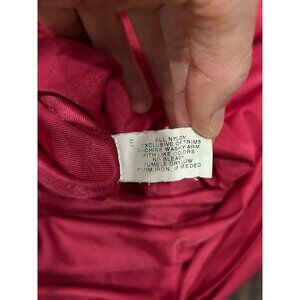 ALL NYLON
EXCLUSIVE OF TRIMS
MACHINE WASH WARM
WITH LIKE COLORS
NO BLEACH
TUMBLE DRY LOW
WARM IRON, IF NEEDED